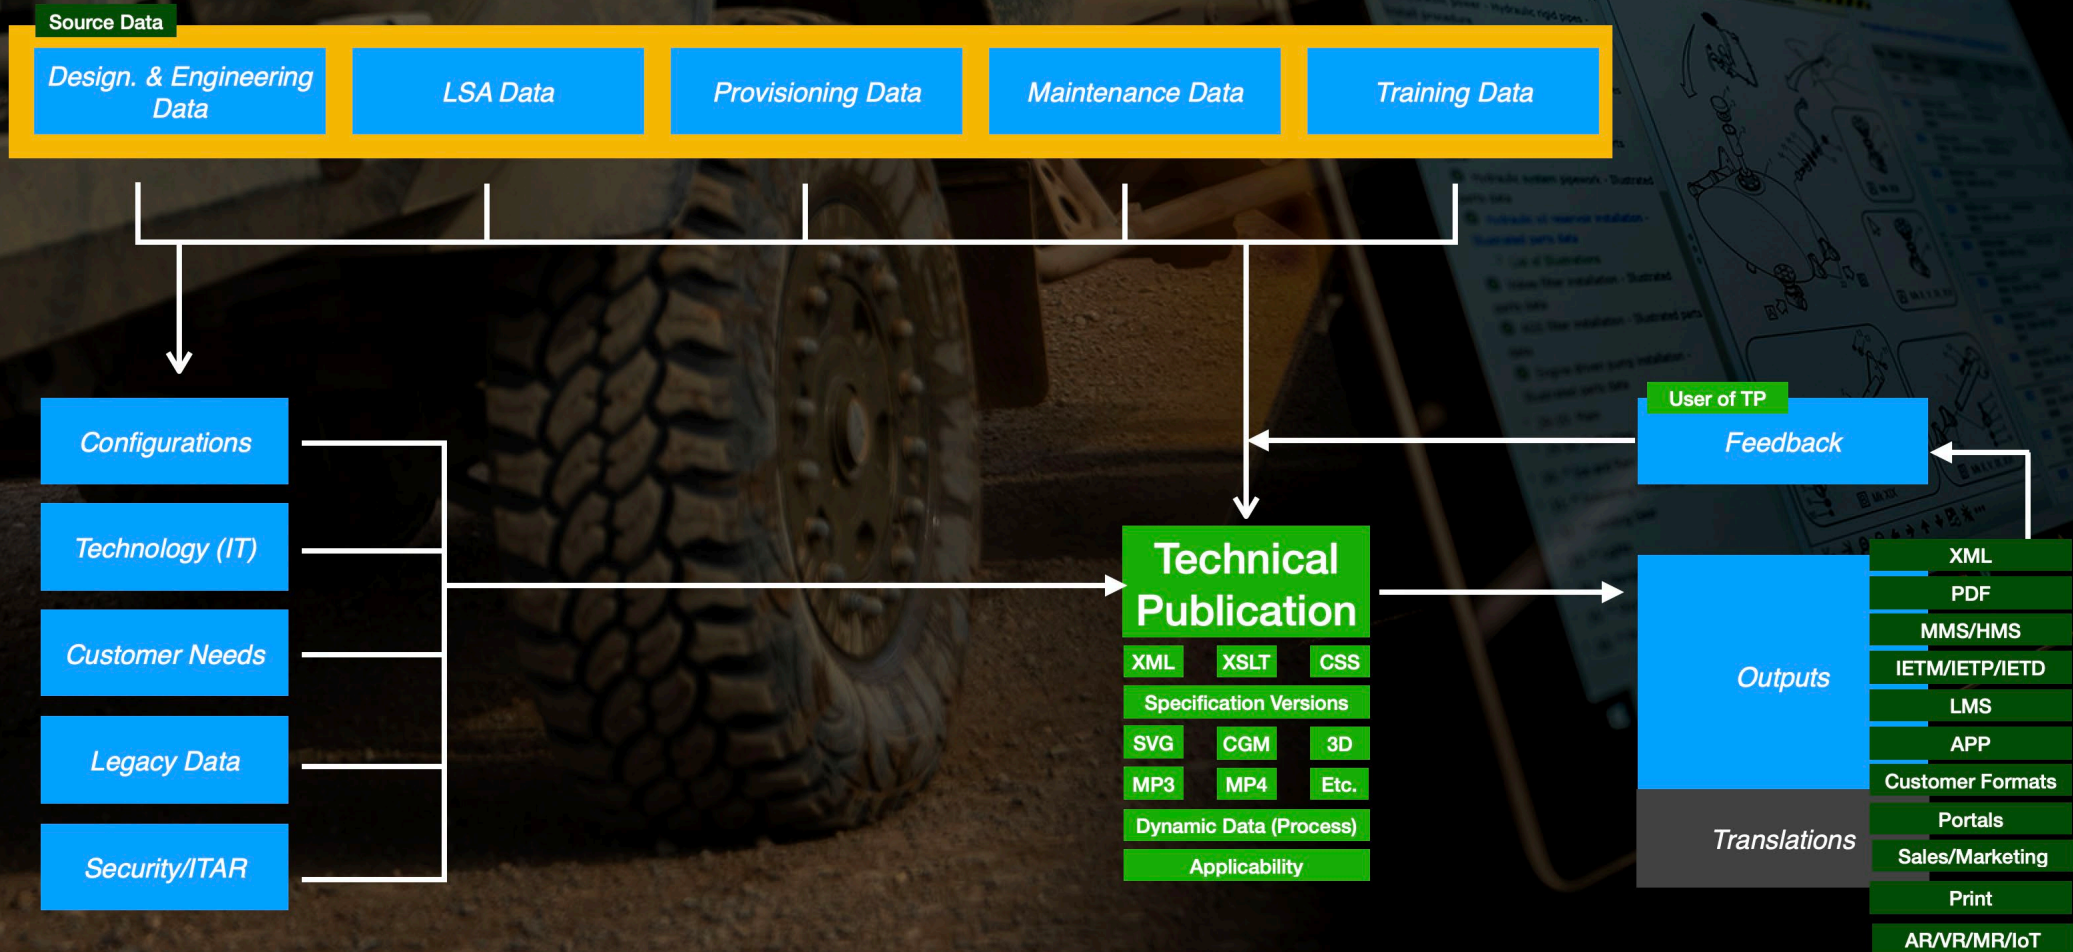 Source Data
Design. & Engineering
Data
LSA Data
Provisioning Data
Maintenance Data
Training Data
Configurations
Technology (IT)
Customer Needs
Legacy Data
Security/ITAR
Technical
Publication
XML
XSLT
CSS
Specification Versions
SVG
CGM
3D
MP3
MP4
Etc.
Dynamic Data (Process)
Applicability
User of TP
Feedback
Outputs
Translations
XML
PDF
MMS/HMS
IETM/IETP/IETD
LMS
APP
Customer Formats
Portals
Sales/Marketing
Print
AR/VR/MR/IoT